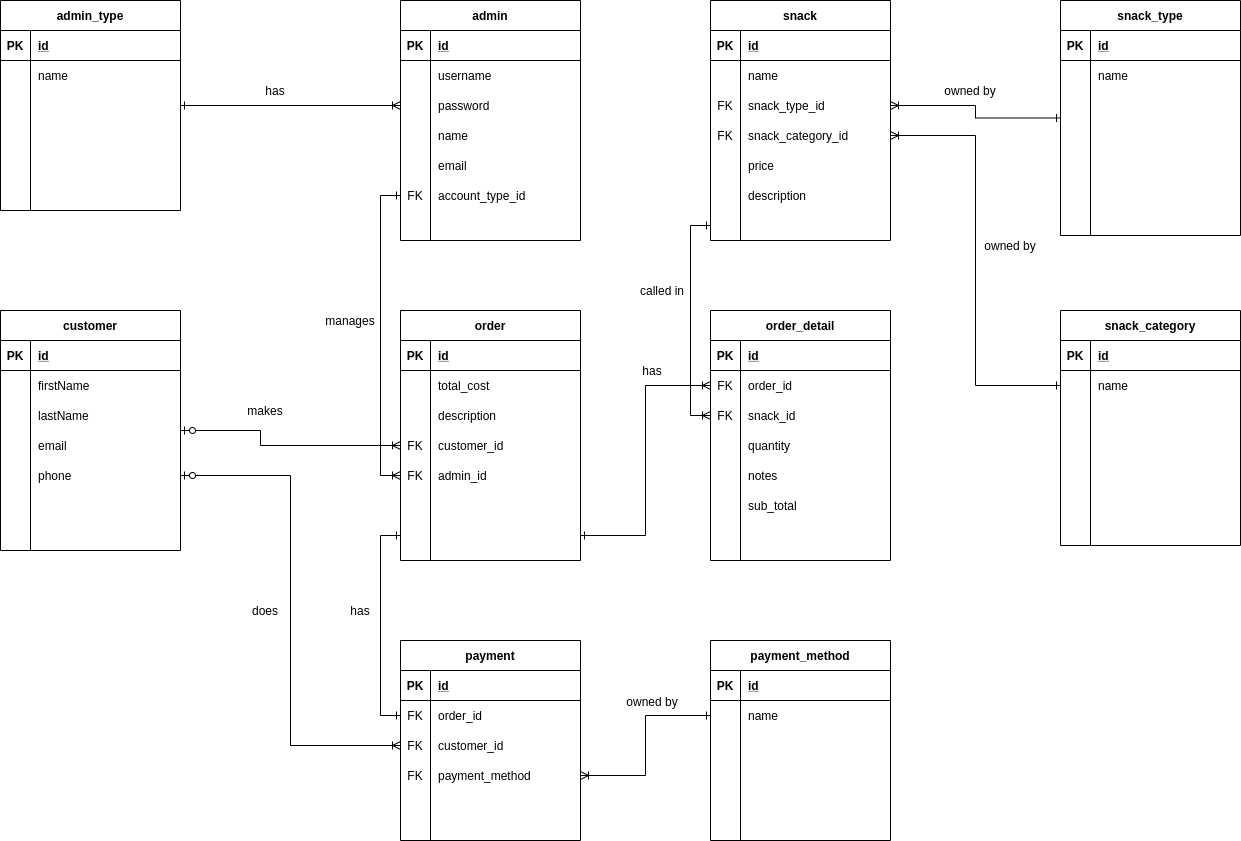 admin_type
PK id
name
has
admin
PK id
username
password
name
email
FK account_type_id
snack
PK id
name
FK snack_type_id
FK snack_category_id
price
description
owned by
snack_type
PK id
name
owned by
manages
called in
customer
PK id
firstName
lastName
email
phone
makes
order
PK id
total_cost
description
FK customer_id
FK admin_id
has
order_detail
PK id
FK order_id
FK snack_id
quantity
notes
sub_total
snack_category
PK id
name
does
has
payment
PK id
FK order_id
FK customer_id
FK payment_method
owned by
payment_method
PK id
name